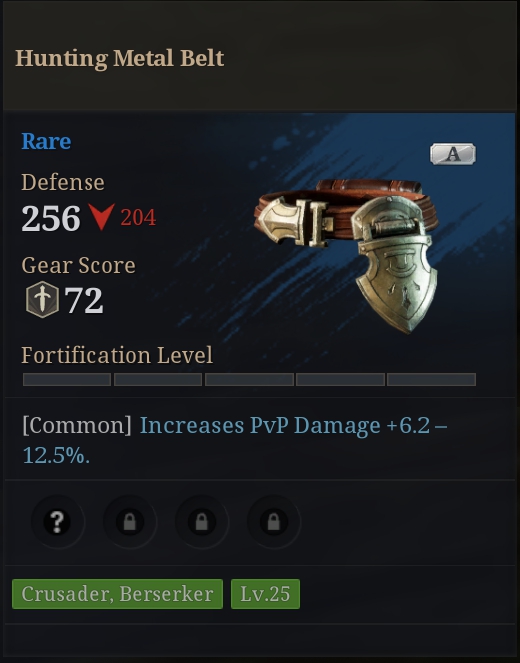 Hunting Metal Belt
Rare
A
Defense
256 204
Gear Score
72
Fortification Level
[Common] Increases PvP Damage +6.2 –
12.5%.
?
Crusader, Berserker Lv.25